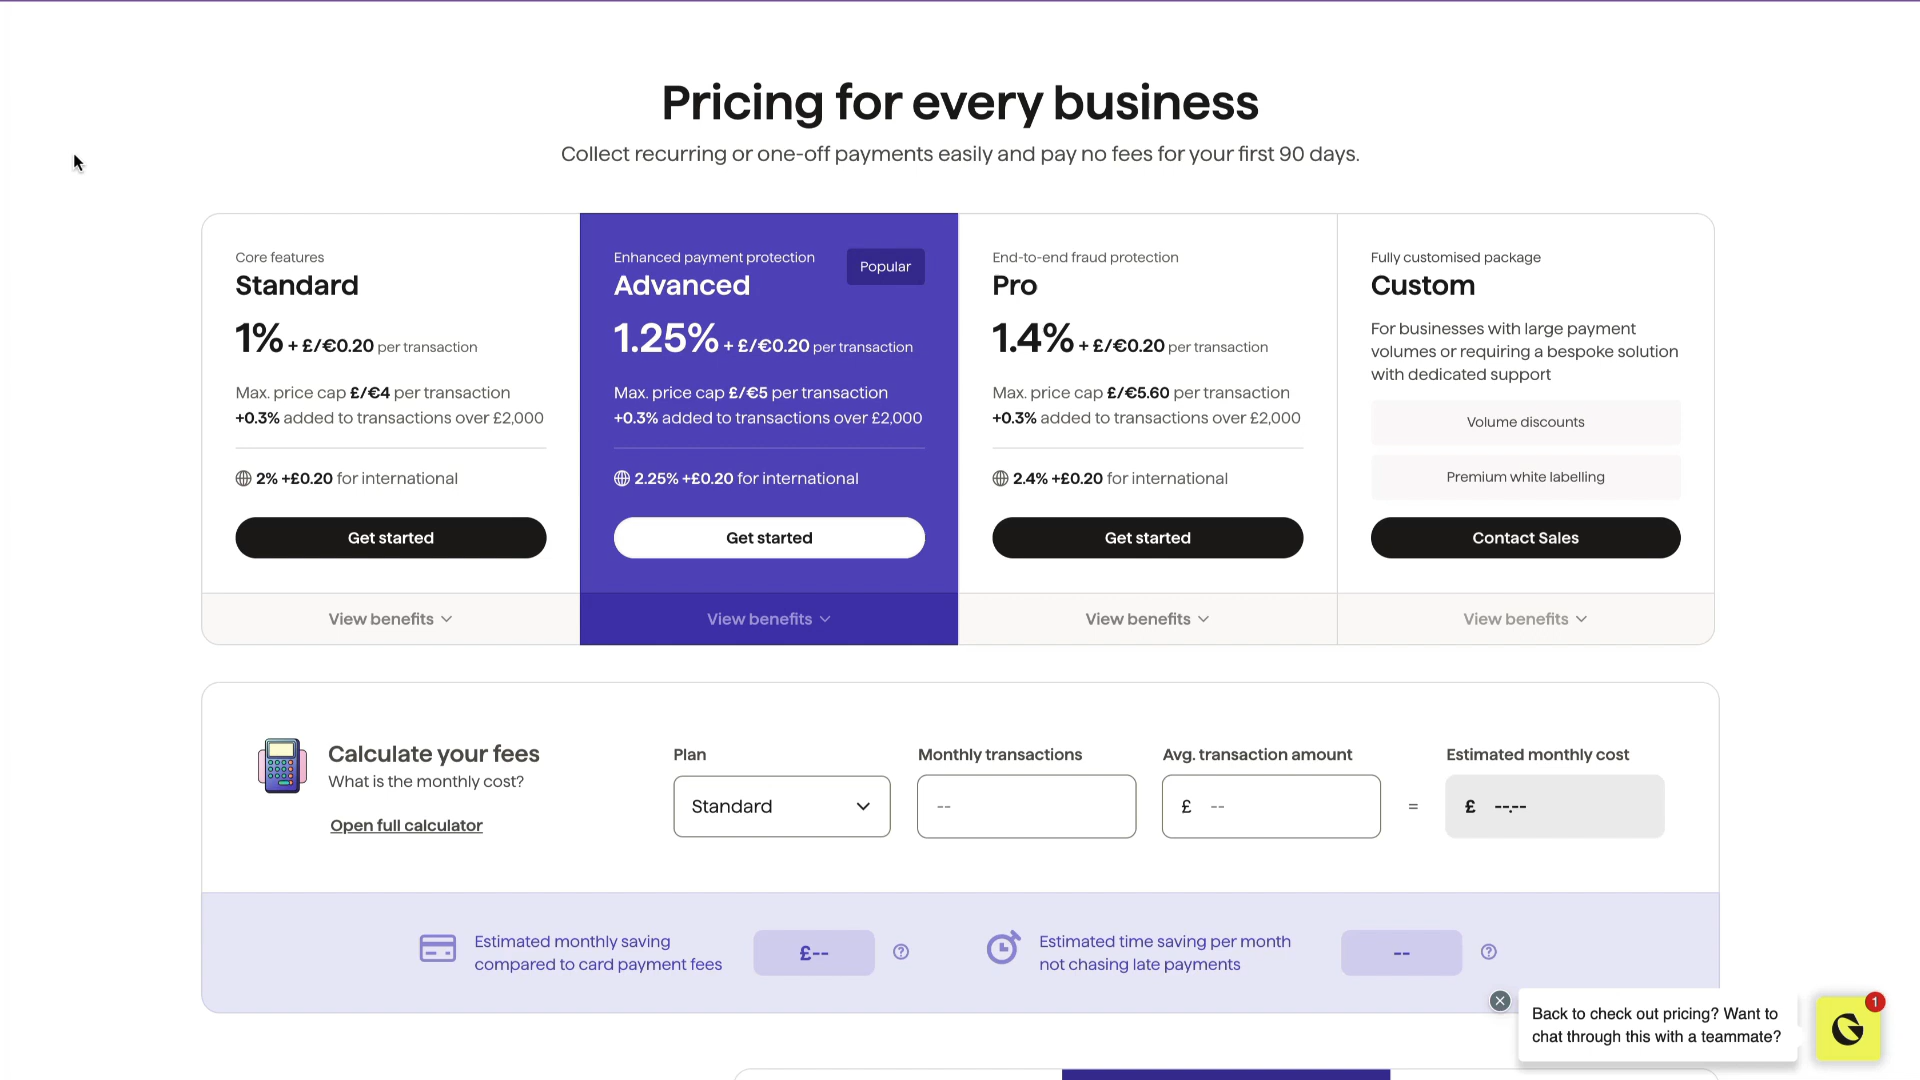 Pricing for every business
Collect recurring or one-off payments easily and pay no fees for your first 90 days.
Core features
Standard
1% + £/€0.20 per transaction
Max. price cap £/€4 per transaction
+0.3% added to transactions over £2,000
2% +£0.20 for international
Get started
View benefits
Enhanced payment protection
Popular
Advanced
1.25% + £/€0.20 per transaction
Max. price cap £/€5 per transaction
+0.3% added to transactions over £2,000
2.25% +£0.20 for international
Get started
View benefits
End-to-end fraud protection
Pro
1.4% + £/€0.20 per transaction
Max. price cap £/€5.60 per transaction
+0.3% added to transactions over £2,000
2.4% +£0.20 for international
Get started
View benefits
Fully customised package
Custom
For businesses with large payment
volumes or requiring a bespoke solution
with dedicated support
Volume discounts
Premium white labelling
Contact Sales
View benefits
Calculate your fees
What is the monthly cost?
Open full calculator
Plan
Standard
Monthly transactions
--
Avg. transaction amount
£ --
=
Estimated monthly cost
£ --.--
Estimated monthly saving
compared to card payment fees
£--
?
Estimated time saving per month
not chasing late payments
--
?
Back to check out pricing? Want to
chat through this with a teammate?
1